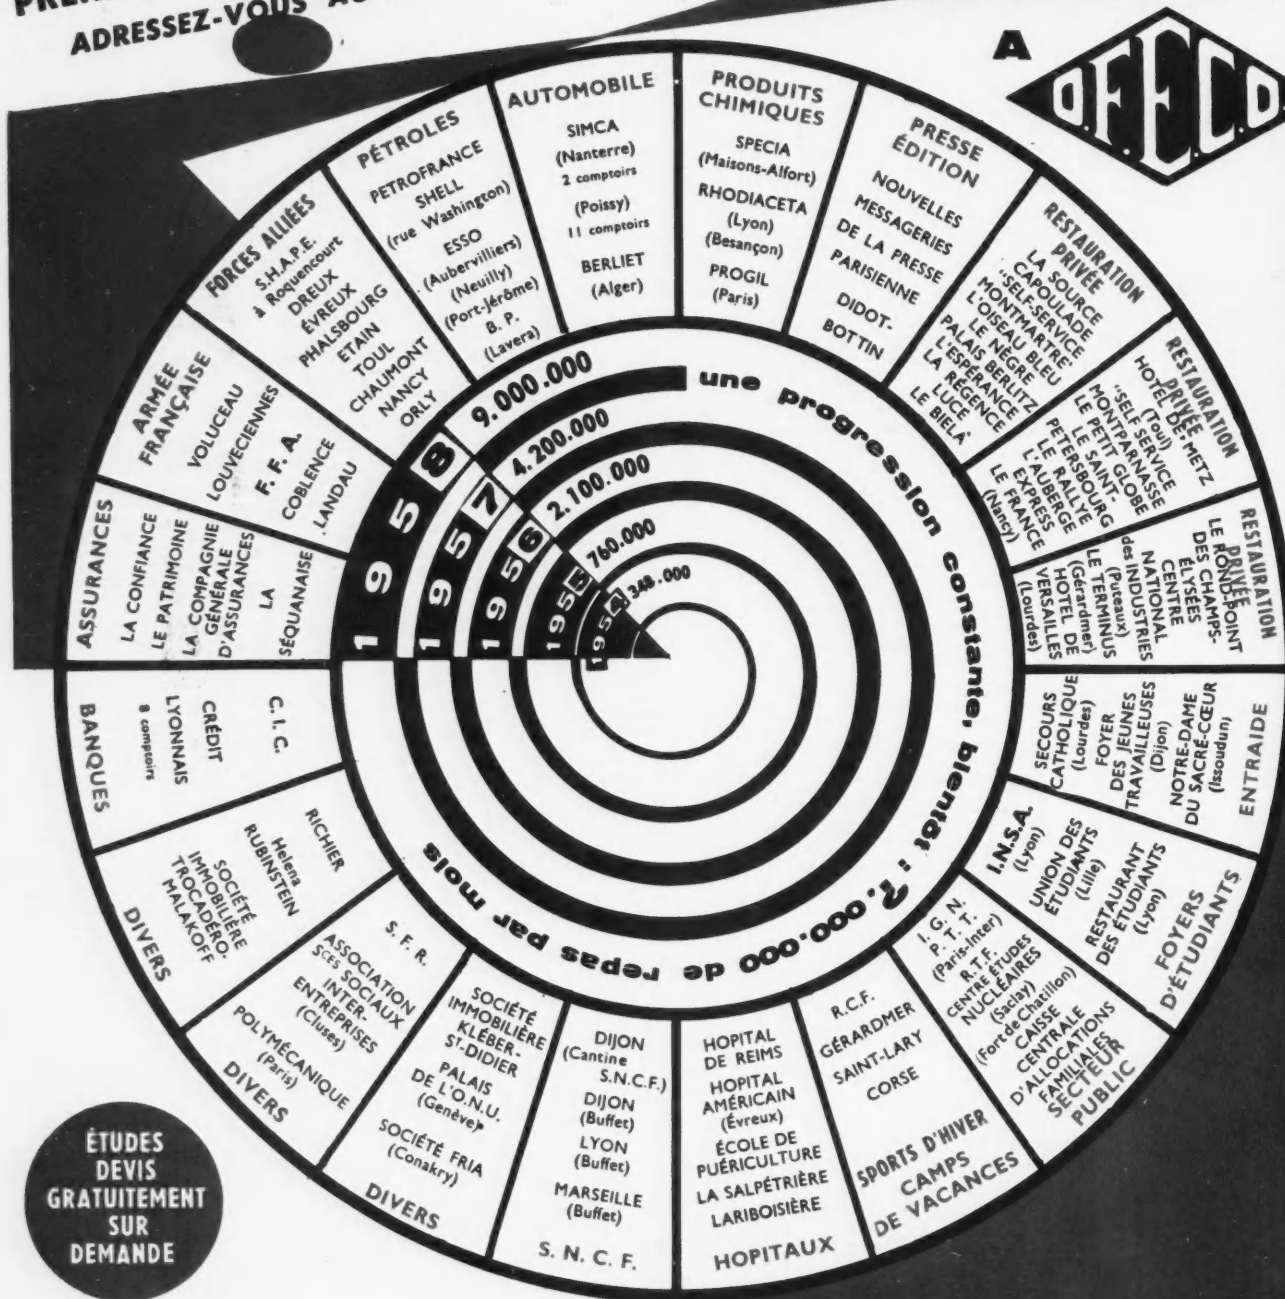 ADRESSEZ-VOUS
A
O.F.E.C.O
AUTOMOBILE
SIMCA
(Nanterre)
2 comptoirs
(Poissy)
11 comptoirs
BERLIET
(Alger)
PRODUITS
CHIMIQUES
SPECIA
(Maisons-Alfort)
RHODIACETA
(Lyon)
(Besançon)
PROGIL
(Paris)
PRESSE
ÉDITION
NOUVELLES
MESSAGERIES
DE LA PRESSE
PARISIENNE
DIDOT-
BOTTIN
RESTAURATION
PRIVÉE
LA SOURCE
CAPOULADE
"SELF-SERVICE
MONTMARTRE
L'OISEAU BLEU
LE NÈGRE
PALAIS BERLITZ
L'ESPÉRANCE
LA RÉGENCE
LUCE
LE BIELA
RESTAURATION
PRIVÉE
HOTEL DE METZ
(Toul)
"SELF SERVICE
MONTPARNASSE
LE PETIT GLOBE
LE SAINT-
PETERSBOURG
LE RALLYE
L'AUBERGE
EXPRESS
LE FRANCE
(Nancy)
RESTAURATION
PRIVÉE
LE ROND-POINT
DES CHAMPS-
ÉLYSÉES
CENTRE
NATIONAL
des INDUSTRIES
(Puteaux)
LE TERMINUS
(Gérardmer)
HOTEL DE
VERSAILLES
(Lourdes)
SECOURS
CATHOLIQUE
(Lourdes)
FOYER
DES JEUNES
TRAVAILLEUSES
(Dijon)
NOTRE-DAME
DU SACRÉ-CŒUR
(Issoudun)
ENTRAIDE
I.N.S.A.
(Lyon)
UNION DES
ÉTUDIANTS
(Lille)
RESTAURANT
DES ÉTUDIANTS
(Lyon)
FOYERS
D'ÉTUDIANTS
I. G. N.
P. T. T.
(Paris-Inter)
R.T.F.
CENTRE ÉTUDES
NUCLÉAIRES
(Saclay)
(Fort de Chatillon)
CAISSE
CENTRALE
D'ALLOCATIONS
FAMILIALES
SECTEUR
PUBLIC
R.C.F.
GÉRARDMER
SAINT-LARY
CORSE
SPORTS D'HIVER
CAMPS
DE VACANCES
HOPITAL
DE REIMS
HOPITAL
AMÉRICAIN
(Évreux)
ÉCOLE DE
PUÉRICULTURE
LA SALPÉTRIÈRE
LARIBOISIÈRE
HOPITAUX
DIJON
(Cantine
S.N.C.F.)
DIJON
(Buffet)
LYON
(Buffet)
MARSEILLE
(Buffet)
S. N. C. F.
SOCIÉTÉ
IMMOBILIÈRE
KLÉBER-
ST-DIDIER
PALAIS
DE L'O.N.U.
(Genève)
SOCIÉTÉ FRIA
(Conakry)
DIVERS
S. F. R.
ASSOCIATION
SCES SOCIAUX
INTER-
ENTREPRISES
(Cluses)
POLYMÉCANIQUE
(Paris)
DIVERS
RICHIER
Helena
RUBINSTEIN
SOCIÉTÉ
IMMOBILIÈRE
TROCADÉRO-
MALAKOFF
DIVERS
C. I. C.
CRÉDIT
LYONNAIS
8 comptoirs
BANQUES
ASSURANCES
LA CONFIANCE
LE PATRIMOINE
LA COMPAGNIE
GÉNÉRALE
D'ASSURANCES
LA
SÉQUANAISE
ARMÉE
FRANÇAISE
VOLUCEAU
LOUVECIENNES
F. F. A.
COBLENCE
LANDAU
FORCES ALLIÉES
S.H.A.P.E.
à Roquencourt
DREUX
ÉVREUX
PHALSBOURG
ETAIN
TOUL
CHAUMONT
NANCY
ORLY
PÉTROLES
PETROFRANCE
SHELL
(rue Washington)
ESSO
(Aubervilliers)
(Neuilly)
(Port-Jérôme)
B. P.
(Lavera)
1958 9.000.000
1957 4.200.000
1956 2.100.000
1955 760.000
1954 348.000
une progression constante, bientôt : ?.000.000 de repas par mois
ÉTUDES
DEVIS
GRATUITEMENT
SUR
DEMANDE